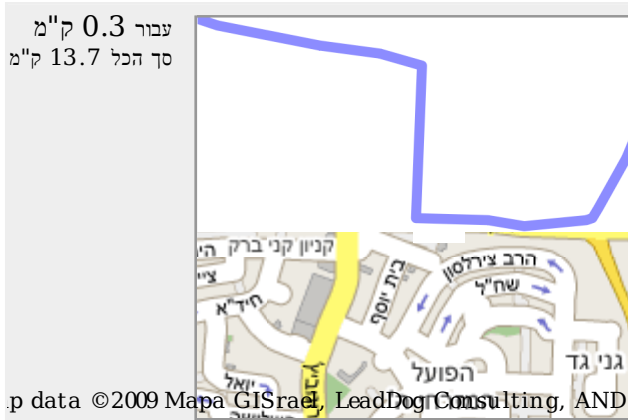 עבור 0.3 ק"מ
סך הכל 13.7 ק"מ
קניון קני ברק
הרב צירלסון
שח"ל
בית יוסף
חיד"א
גני גד
הפועל
יואל
p data ©2009 Mapa GISrael, LeadDog Consulting, AND